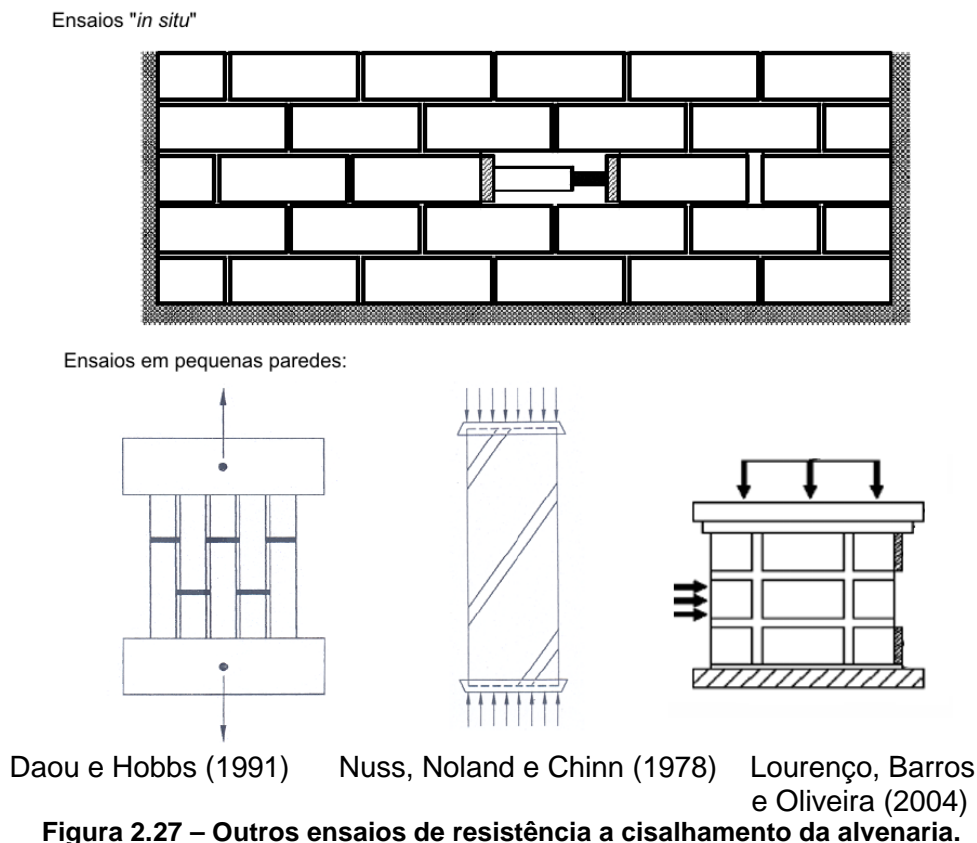 Ensaios "in situ"
Ensaios em pequenas paredes:
Daou e Hobbs (1991) Nuss, Noland e Chinn (1978) Lourenço, Barros
e Oliveira (2004)
Figura 2.27 – Outros ensaios de resistência a cisalhamento da alvenaria.